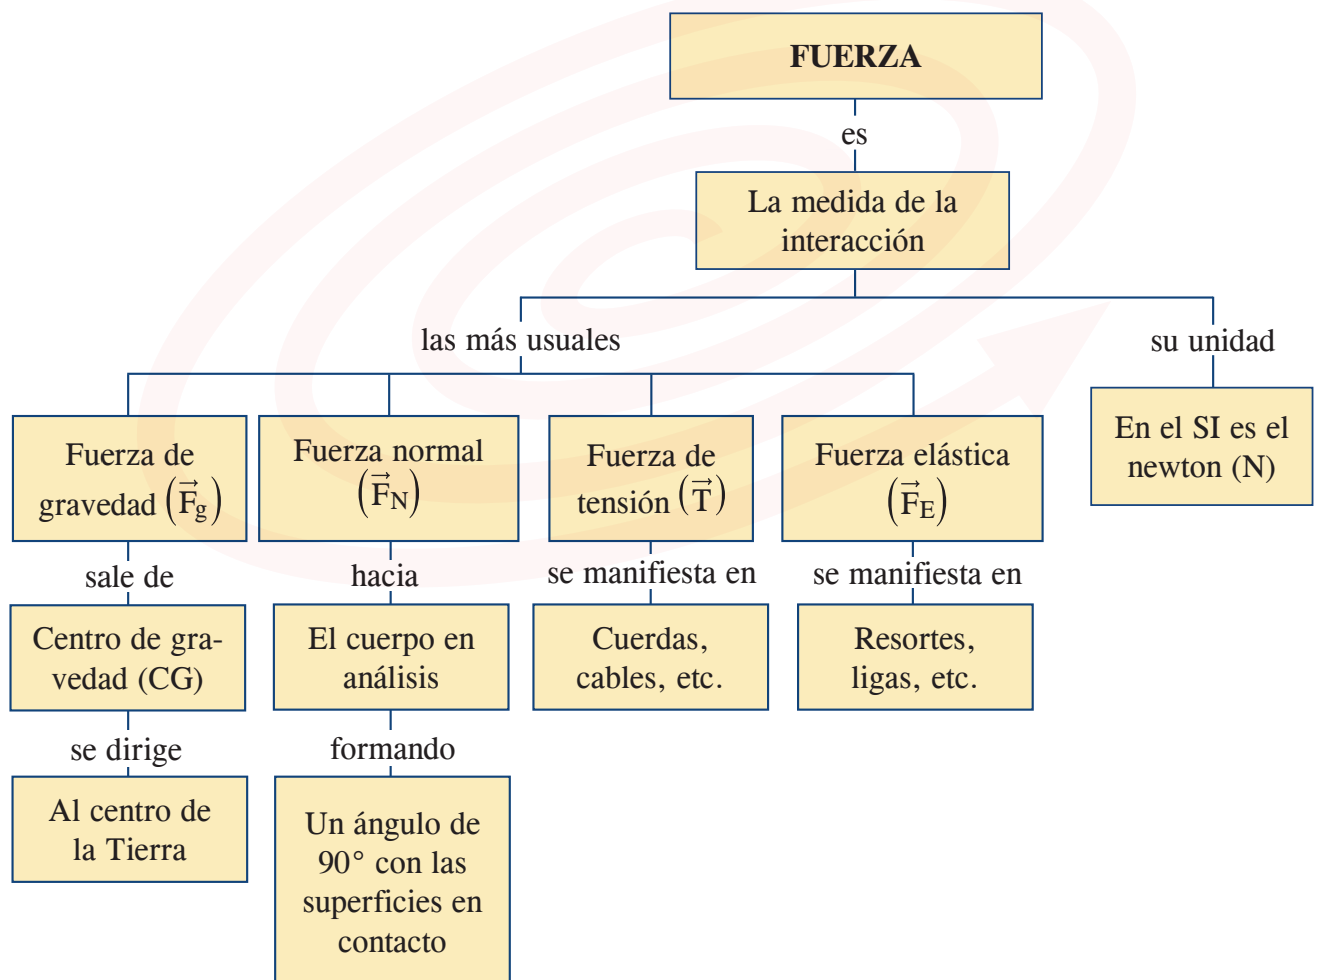 FUERZA
es
La medida de la
interacción
las más usuales
su unidad
Fuerza de
gravedad (F⃗g)
Fuerza normal
(F⃗N)
Fuerza de
tensión (T⃗)
Fuerza elástica
(F⃗E)
En el SI es el
newton (N)
sale de
hacia
se manifiesta en
se manifiesta en
Centro de gra-
vedad (CG)
El cuerpo en
análisis
Cuerdas,
cables, etc.
Resortes,
ligas, etc.
se dirige
formando
Al centro de
la Tierra
Un ángulo de
90° con las
superficies en
contacto